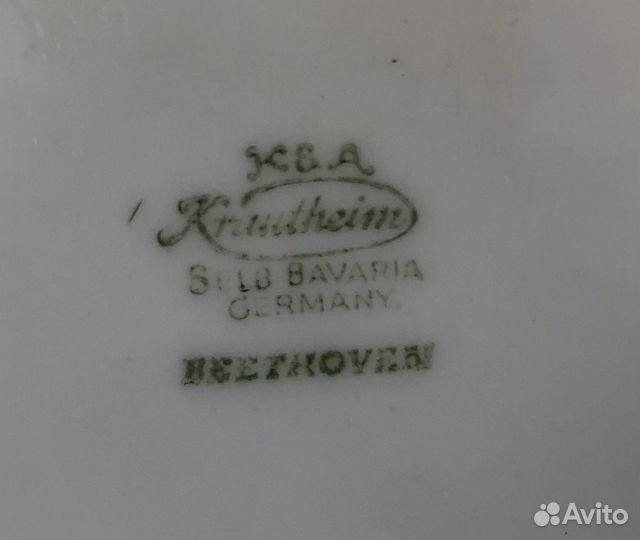 K & A
Krautheim
SELB BAVARIA
GERMANY.
BEETHOVEN
Avito